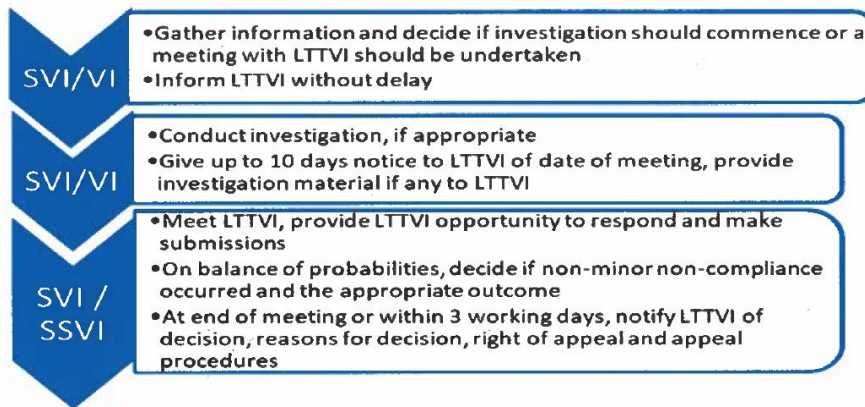 SVI/VI
•Gather information and decide if investigation should commence or a
meeting with LTTVI should be undertaken
•Inform LTTVI without delay
SVI/VI
•Conduct investigation, if appropriate
•Give up to 10 days notice to LTTVI of date of meeting, provide
investigation material if any to LTTVI
SVI /
SSVI
•Meet LTTVI, provide LTTVI opportunity to respond and make
submissions
•On balance of probabilities, decide if non-minor non-compliance
occurred and the appropriate outcome
•At end of meeting or within 3 working days, notify LTTVI of
decision, reasons for decision, right of appeal and appeal
procedures